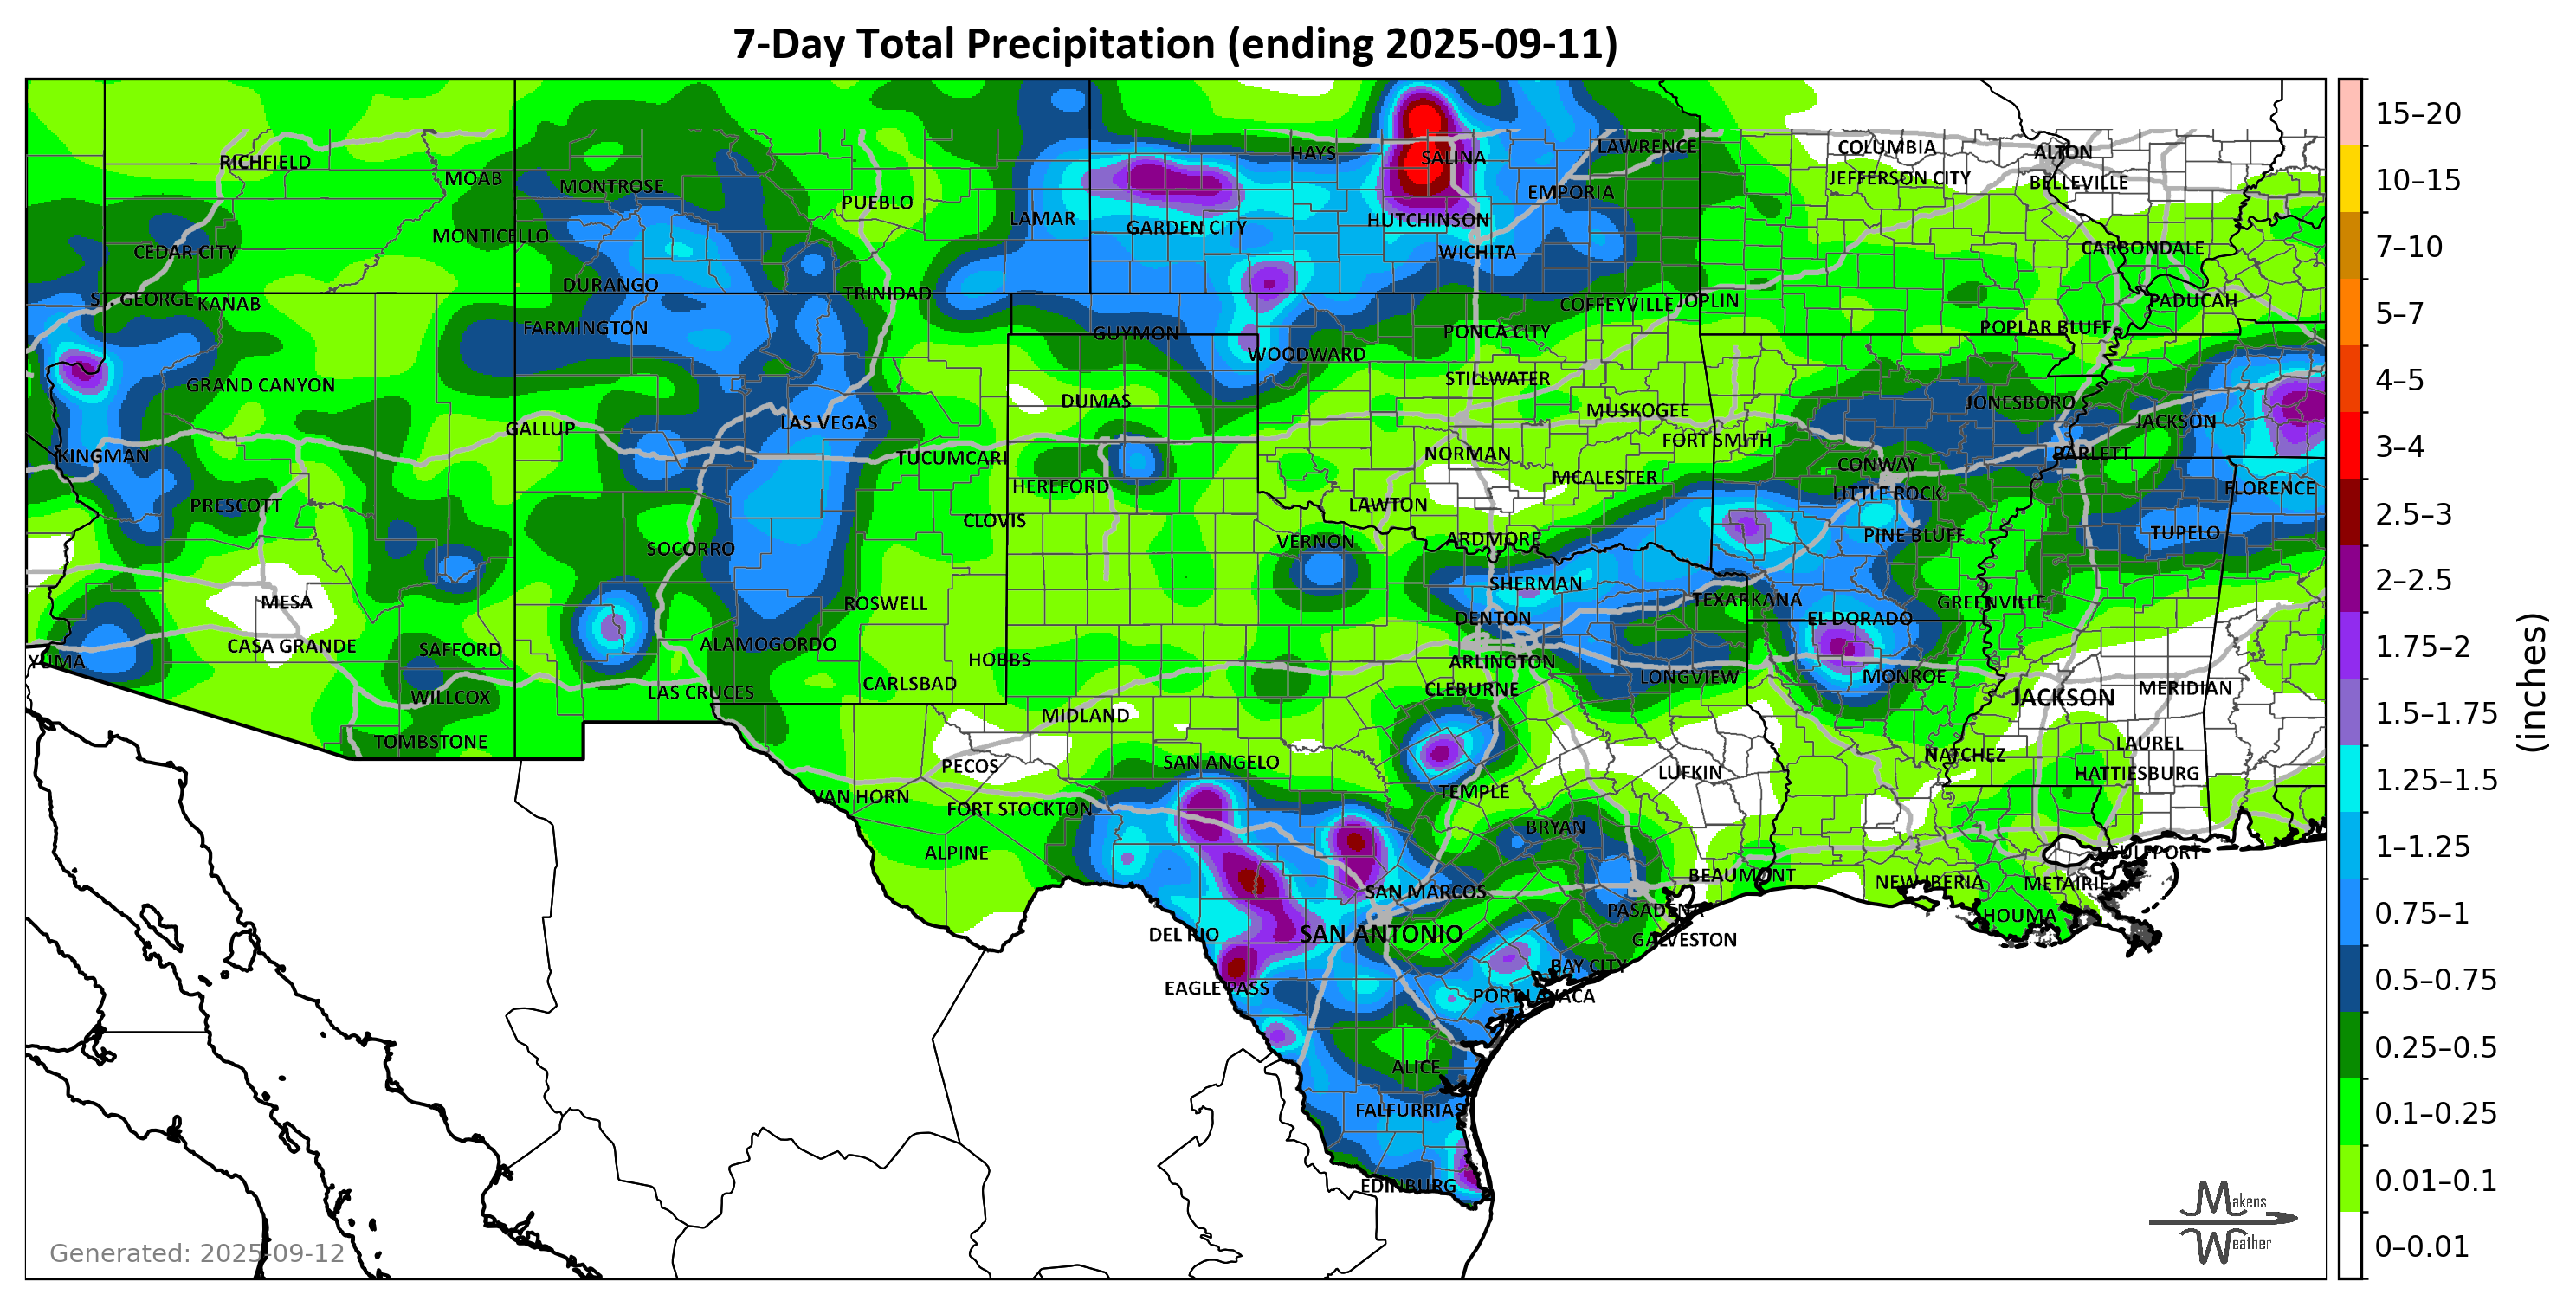 7-Day Total Precipitation (ending 2025-09-11)
COLUMBIA
LAWRENCE
ALTON
HAYS
SALINA
RICHFIELD
MOAB
JEFFERSON CITY
BELLEVILLE
MONTROSE
EMPORIA
PUEBLO
LAMAR
HUTCHINSON
GARDEN CITY
MONTICELLO
CARBONDALE
CEDAR CITY
WICHITA
DURANGO
TRINIDAD
S. GEORGE
KANAB
COFFEYVILLE
JOPLIN
PADUCAH
FARMINGTON
GUYMON
PONCA CITY
POPLAR BLUFF
WOODWARD
STILLWATER
GRAND CANYON
DUMAS
JONESBORO
MUSKOGEE
LAS VEGAS
JACKSON
GALLUP
FORT SMITH
KINGMAN
TUCUMCARI
NORMAN
BARLETT
CONWAY
MCALESTER
HEREFORD
FLORENCE
LITTLE ROCK
PRESCOTT
LAWTON
CLOVIS
TUPELO
PINE BLUFF
VERNON
ARDMORE
SOCORRO
SHERMAN
MESA
ROSWELL
TEXARKANA
GREENVILLE
DENTON
EL DORADO
CASA GRANDE
ALAMOGORDO
SAFFORD
YUMA
HOBBS
ARLINGTON
LONGVIEW
MONROE
CARLSBAD
CLEBURNE
MERIDIAN
LAS CRUCES
WILLCOX
JACKSON
MIDLAND
TOMBSTONE
LAUREL
NATCHEZ
SAN ANGELO
PECOS
LUFKIN
HATTIESBURG
TEMPLE
VAN HORN
FORT STOCKTON
BRYAN
ALPINE
GULFPORT
BEAUMONT
NEW IBERIA
METAIRIE
SAN MARCOS
PASADENA
HOUMA
DEL RIO
SAN ANTONIO
GALVESTON
BAY CITY
EAGLE PASS
PORT LAVACA
ALICE
FALFURRIAS
EDINBURG
Generated: 2025-09-12
Makens
Weather
15–20
10–15
7–10
5–7
4–5
3–4
2.5–3
2–2.5
1.75–2
1.5–1.75
1.25–1.5
1–1.25
0.75–1
0.5–0.75
0.25–0.5
0.1–0.25
0.01–0.1
0–0.01
(inches)